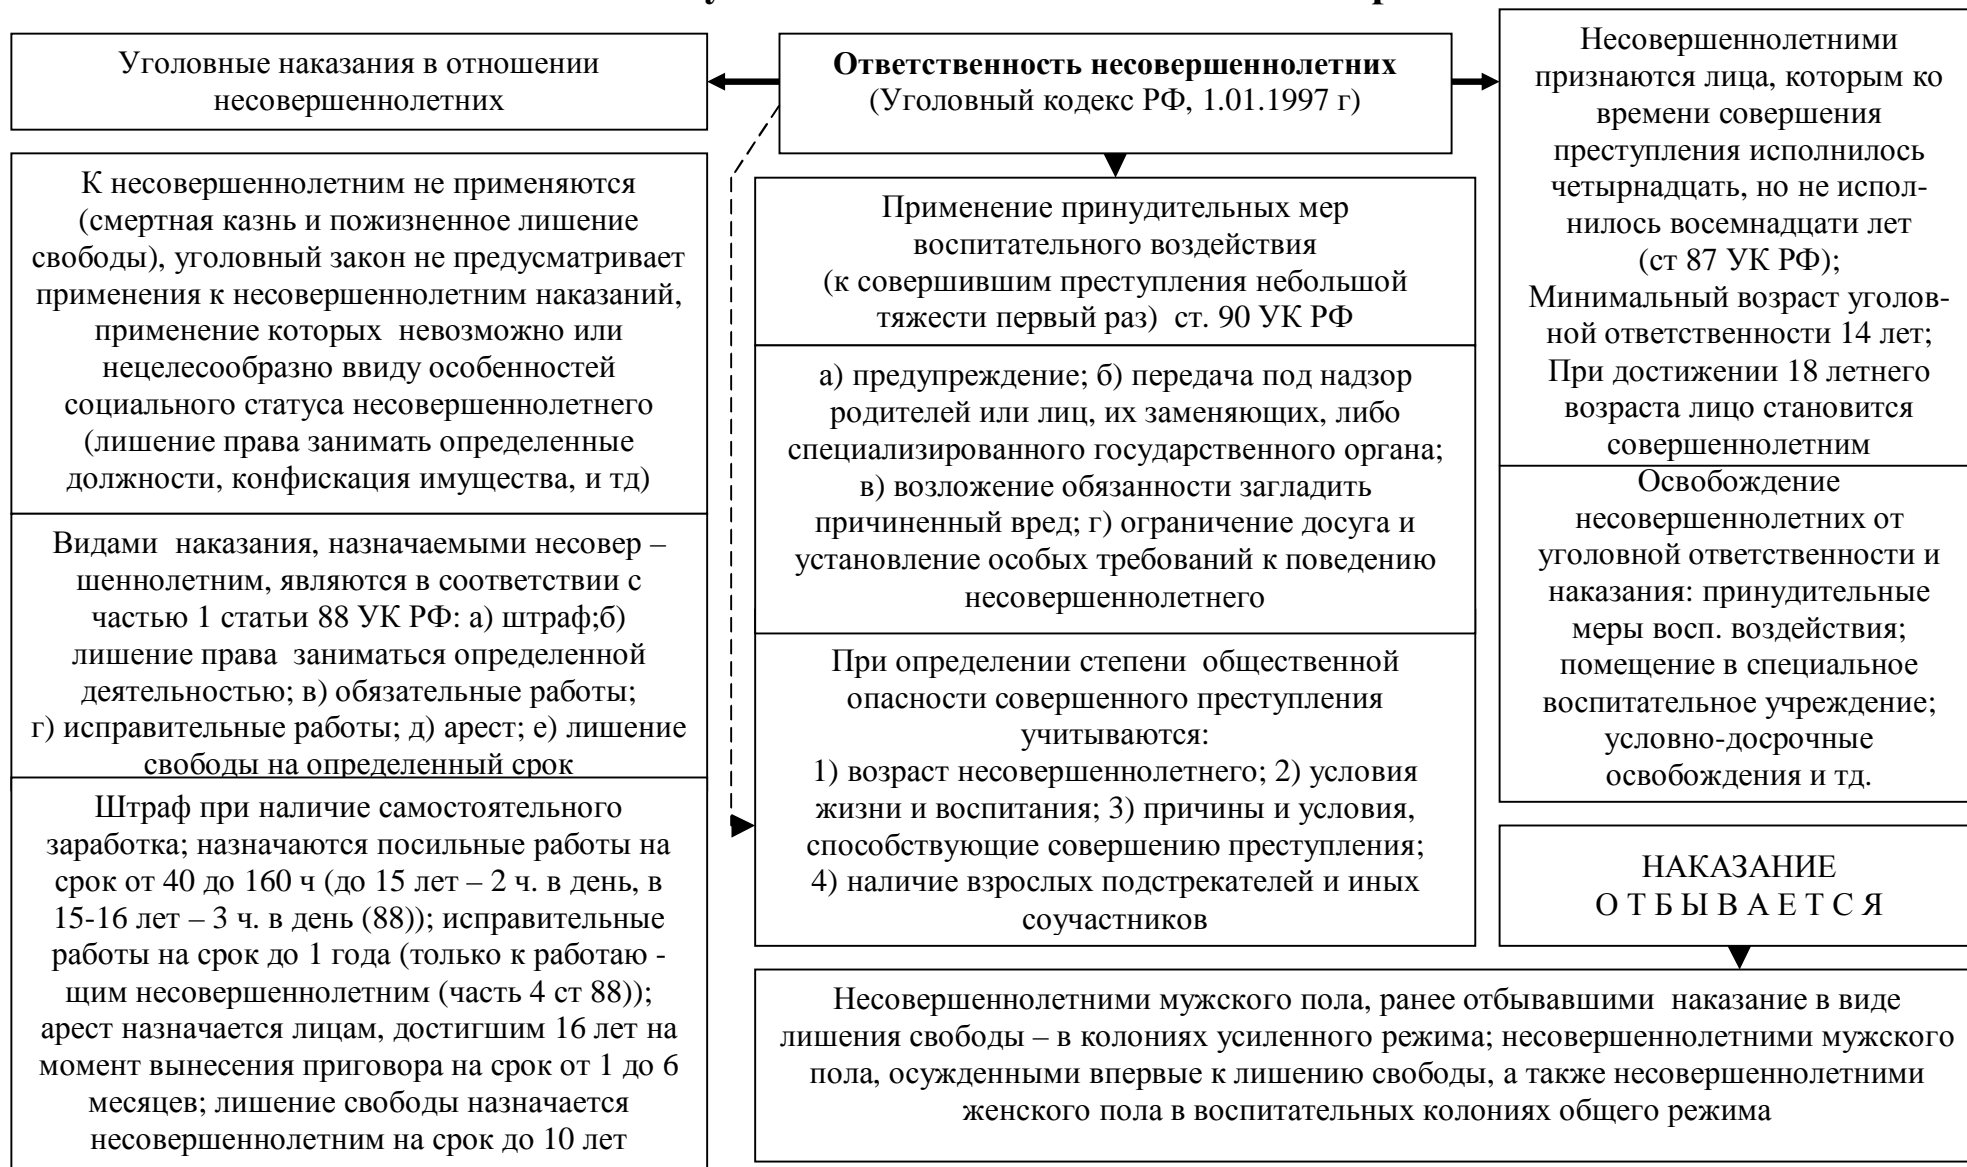 Уголовные наказания в отношении
несовершеннолетних
К несовершеннолетним не применяются
(смертная казнь и пожизненное лишение
свободы), уголовный закон не предусматривает
применения к несовершеннолетним наказаний,
применение которых невозможно или
нецелесообразно ввиду особенностей
социального статуса несовершеннолетнего
(лишение права занимать определенные
должности, конфискация имущества, и тд)
Видами наказания, назначаемыми несовер –
шеннолетним, являются в соответствии с
частью 1 статьи 88 УК РФ: а) штраф;б)
лишение права заниматься определенной
деятельностью; в) обязательные работы;
г) исправительные работы; д) арест; е) лишение
свободы на определенный срок
Штраф при наличие самостоятельного
заработка; назначаются посильные работы на
срок от 40 до 160 ч (до 15 лет – 2 ч. в день, в
15-16 лет – 3 ч. в день (88)); исправительные
работы на срок до 1 года (только к работаю -
щим несовершеннолетним (часть 4 ст 88));
арест назначается лицам, достигшим 16 лет на
момент вынесения приговора на срок от 1 до 6
месяцев; лишение свободы назначается
несовершеннолетним на срок до 10 лет
Ответственность несовершеннолетних
(Уголовный кодекс РФ, 1.01.1997 г)
Применение принудительных мер
воспитательного воздействия
(к совершившим преступления небольшой
тяжести первый раз) ст. 90 УК РФ
а) предупреждение; б) передача под надзор
родителей или лиц, их заменяющих, либо
специализированного государственного органа;
в) возложение обязанности загладить
причиненный вред; г) ограничение досуга и
установление особых требований к поведению
несовершеннолетнего
При определении степени общественной
опасности совершенного преступления
учитываются:
1) возраст несовершеннолетнего; 2) условия
жизни и воспитания; 3) причины и условия,
способствующие совершению преступления;
4) наличие взрослых подстрекателей и иных
соучастников
Несовершеннолетними
признаются лица, которым ко
времени совершения
преступления исполнилось
четырнадцать, но не испол-
нилось восемнадцати лет
(ст 87 УК РФ);
Минимальный возраст уголов-
ной ответственности 14 лет;
При достижении 18 летнего
возраста лицо становится
совершеннолетним
Освобождение
несовершеннолетних от
уголовной ответственности и
наказания: принудительные
меры восп. воздействия;
помещение в специальное
воспитательное учреждение;
условно-досрочные
освобождения и тд.
НАКАЗАНИЕ
О Т Б Ы В А Е Т С Я
Несовершеннолетними мужского пола, ранее отбывавшими наказание в виде
лишения свободы – в колониях усиленного режима; несовершеннолетними мужского
пола, осужденными впервые к лишению свободы, а также несовершеннолетними
женского пола в воспитательных колониях общего режима